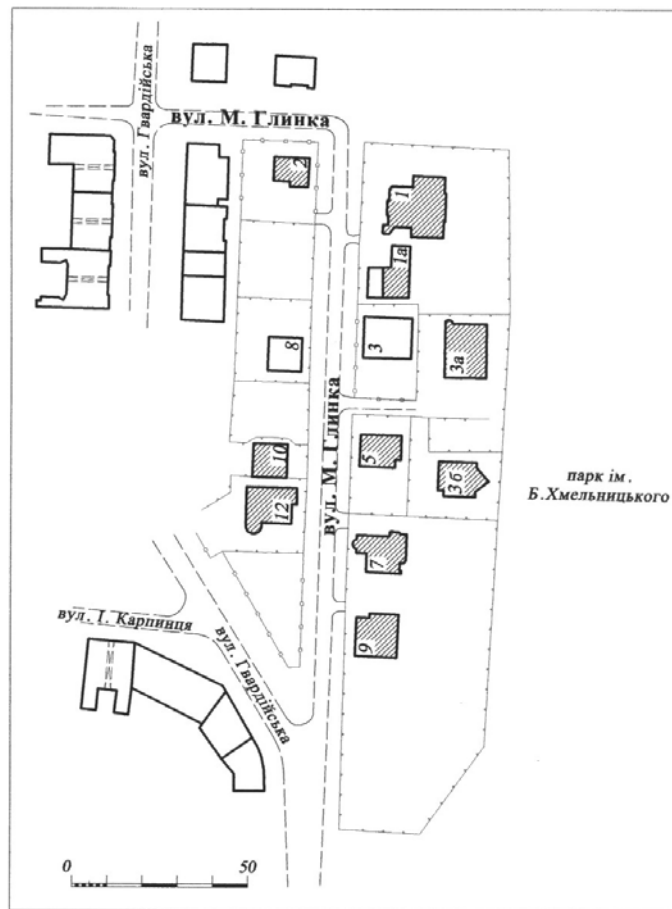 вул. Гвардійська
вул. М. Глинка
2
1
1а
3
3а
8
вул. М. Глинка
5
10
3б
12
7
9
парк ім.
Б.Хмельницького
вул. І. Карпинця
вул. Гвардійська
0
50